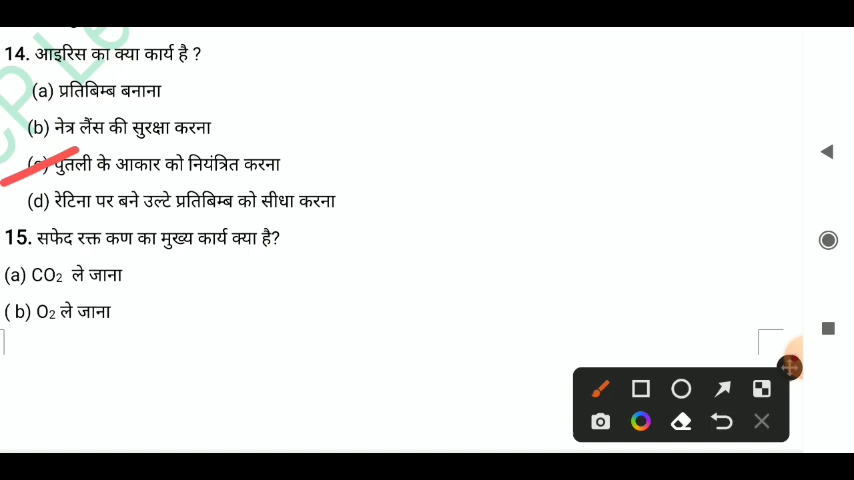 14. आइरिस का क्या कार्य है ?
(a) प्रतिबिम्ब बनाना
(b) नेत्र लैंस की सुरक्षा करना
(c) पुतली के आकार को नियंत्रित करना
(d) रेटिना पर बने उल्टे प्रतिबिम्ब को सीधा करना
15. सफेद रक्त कण का मुख्य कार्य क्या है?
(a) CO2 ले जाना
( b) O2 ले जाना